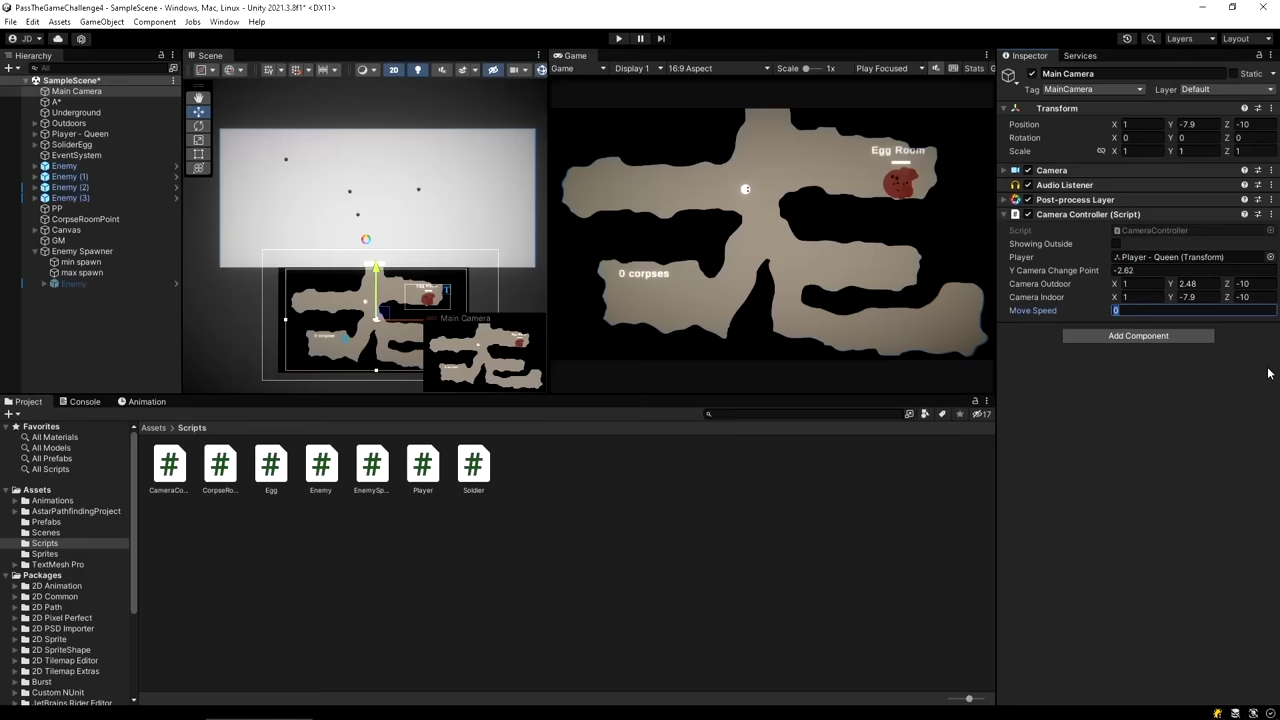 PassTheGameChallenge4 - SampleScene - Windows, Mac, Linux - Unity 2021.3.8f1* <DX11>
File Edit Assets GameObject Component Jobs Window Help
JD
Layers Layout
Hierarchy
All
SampleScene*
Main Camera
A*
Underground
Outdoors
Player - Queen
SoliderEgg
EventSystem
Enemy
Enemy (1)
Enemy (2)
Enemy (3)
PP
CorpseRoomPoint
Canvas
GM
Enemy Spawner
min spawn
max spawn
Enemy
Scene
2D
0 corpses
Main Camera
Game
Game Display 1 16:9 Aspect Scale 1x Play Focused Stats
Egg Room
0 corpses
Inspector Services
Main Camera Static
Tag MainCamera Layer Default
Transform
Position X 1 Y -7.9 Z -10
Rotation X 0 Y 0 Z 0
Scale X 1 Y 1 Z 1
Camera
Audio Listener
Post-process Layer
Camera Controller (Script)
Script CameraController
Showing Outside
Player Player - Queen (Transform)
Y Camera Change Point -2.62
Camera Outdoor X 1 Y 2.48 Z -10
Camera Indoor X 1 Y -7.9 Z -10
Move Speed 0
Add Component
Project Console Animation
17
Favorites
All Materials
All Models
All Prefabs
All Scripts
Assets
Animations
AstarPathfindingProject
Prefabs
Scenes
Scripts
Sprites
TextMesh Pro
Packages
2D Animation
2D Common
2D Path
2D Pixel Perfect
2D PSD Importer
2D Sprite
2D SpriteShape
2D Tilemap Editor
2D Tilemap Extras
Burst
Custom NUnit
JetBrains Rider Editor
Assets Scripts
CameraCo... CorpseRo... Egg Enemy EnemySp... Player Soldier